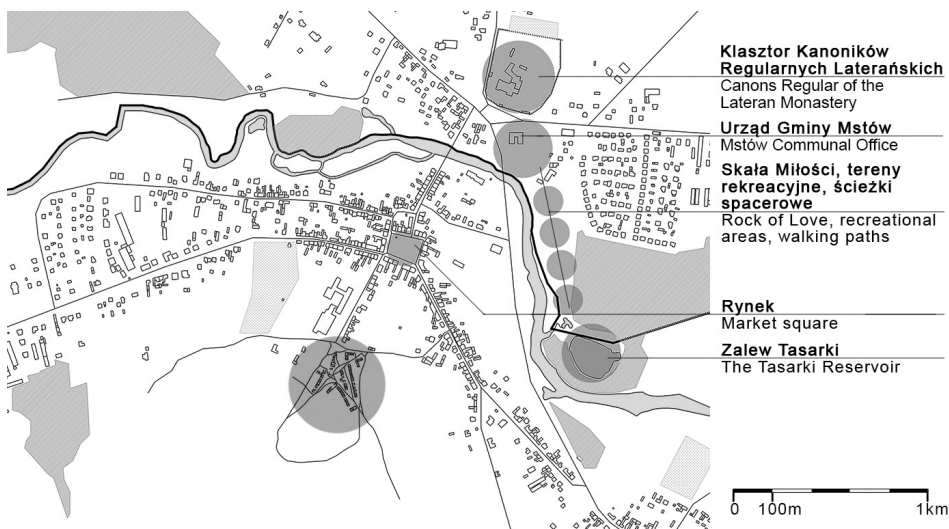 Klasztor Kanoników
Regularnych Laterańskich
Canons Regular of the
Lateran Monastery
Urząd Gminy Mstów
Mstów Communal Office
Skała Miłości, tereny
rekreacyjne, ścieżki
spacerowe
Rock of Love, recreational
areas, walking paths
Rynek
Market square
Zalew Tasarki
The Tasarki Reservoir
0 100m 1km